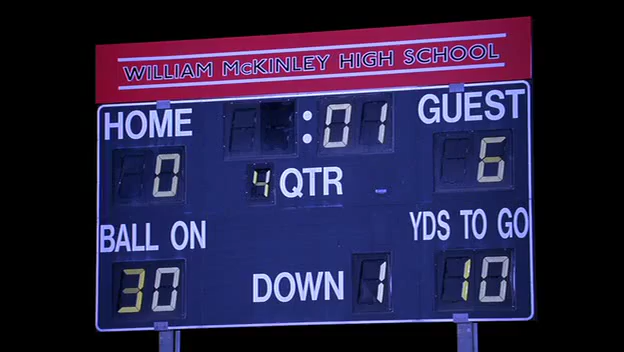 WILLIAM McKINLEY HIGH SCHOOL
HOME :01 GUEST
0 4 QTR 6
BALL ON DOWN 1 YDS TO GO
30 10